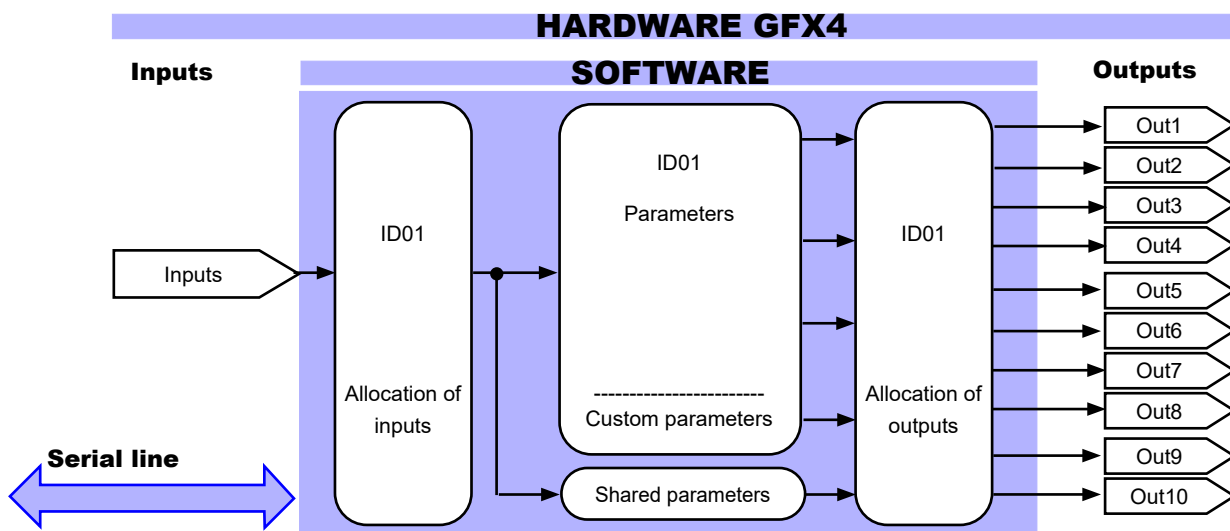 HARDWARE GFX4
Inputs
SOFTWARE
Outputs
Inputs
ID01
Allocation of
inputs
ID01
Parameters
-------------------------
Custom parameters
Shared parameters
ID01
Allocation of
outputs
Out1
Out2
Out3
Out4
Out5
Out6
Out7
Out8
Out9
Out10
Serial line